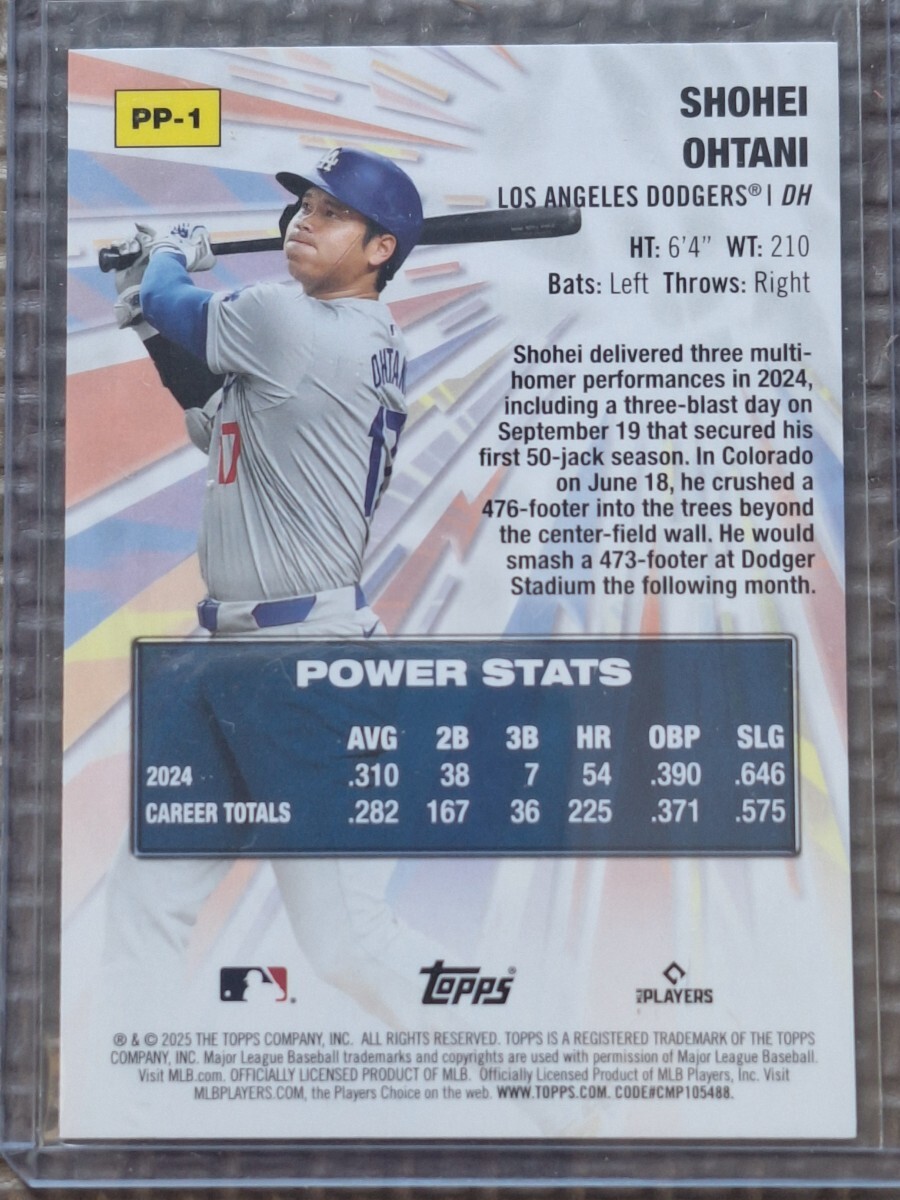 PP-1
SHOHEI
OHTANI
LOS ANGELES DODGERS® | DH
HT: 6'4" WT: 210
Bats: Left Throws: Right
LA
OHTAN
17
17
Shohei delivered three multi-
homer performances in 2024,
including a three-blast day on
September 19 that secured his
first 50-jack season. In Colorado
on June 18, he crushed a
476-footer into the trees beyond
the center-field wall. He would
smash a 473-footer at Dodger
Stadium the following month.
POWER STATS
AVG 2B 3B HR OBP SLG
2024 .310 38 7 54 .390 .646
CAREER TOTALS .282 167 36 225 .371 .575
topps®
PLAYERS
® & © 2025 THE TOPPS COMPANY, INC. ALL RIGHTS RESERVED. TOPPS IS A REGISTERED TRADEMARK OF THE TOPPS
COMPANY, INC. Major League Baseball trademarks and copyrights are used with permission of Major League Baseball.
Visit MLB.com. OFFICIALLY LICENSED PRODUCT OF MLB. Officially Licensed Product of MLB Players, Inc. Visit
MLBPLAYERS.COM, the Players Choice on the web. WWW.TOPPS.COM. CODE#CMP105488.